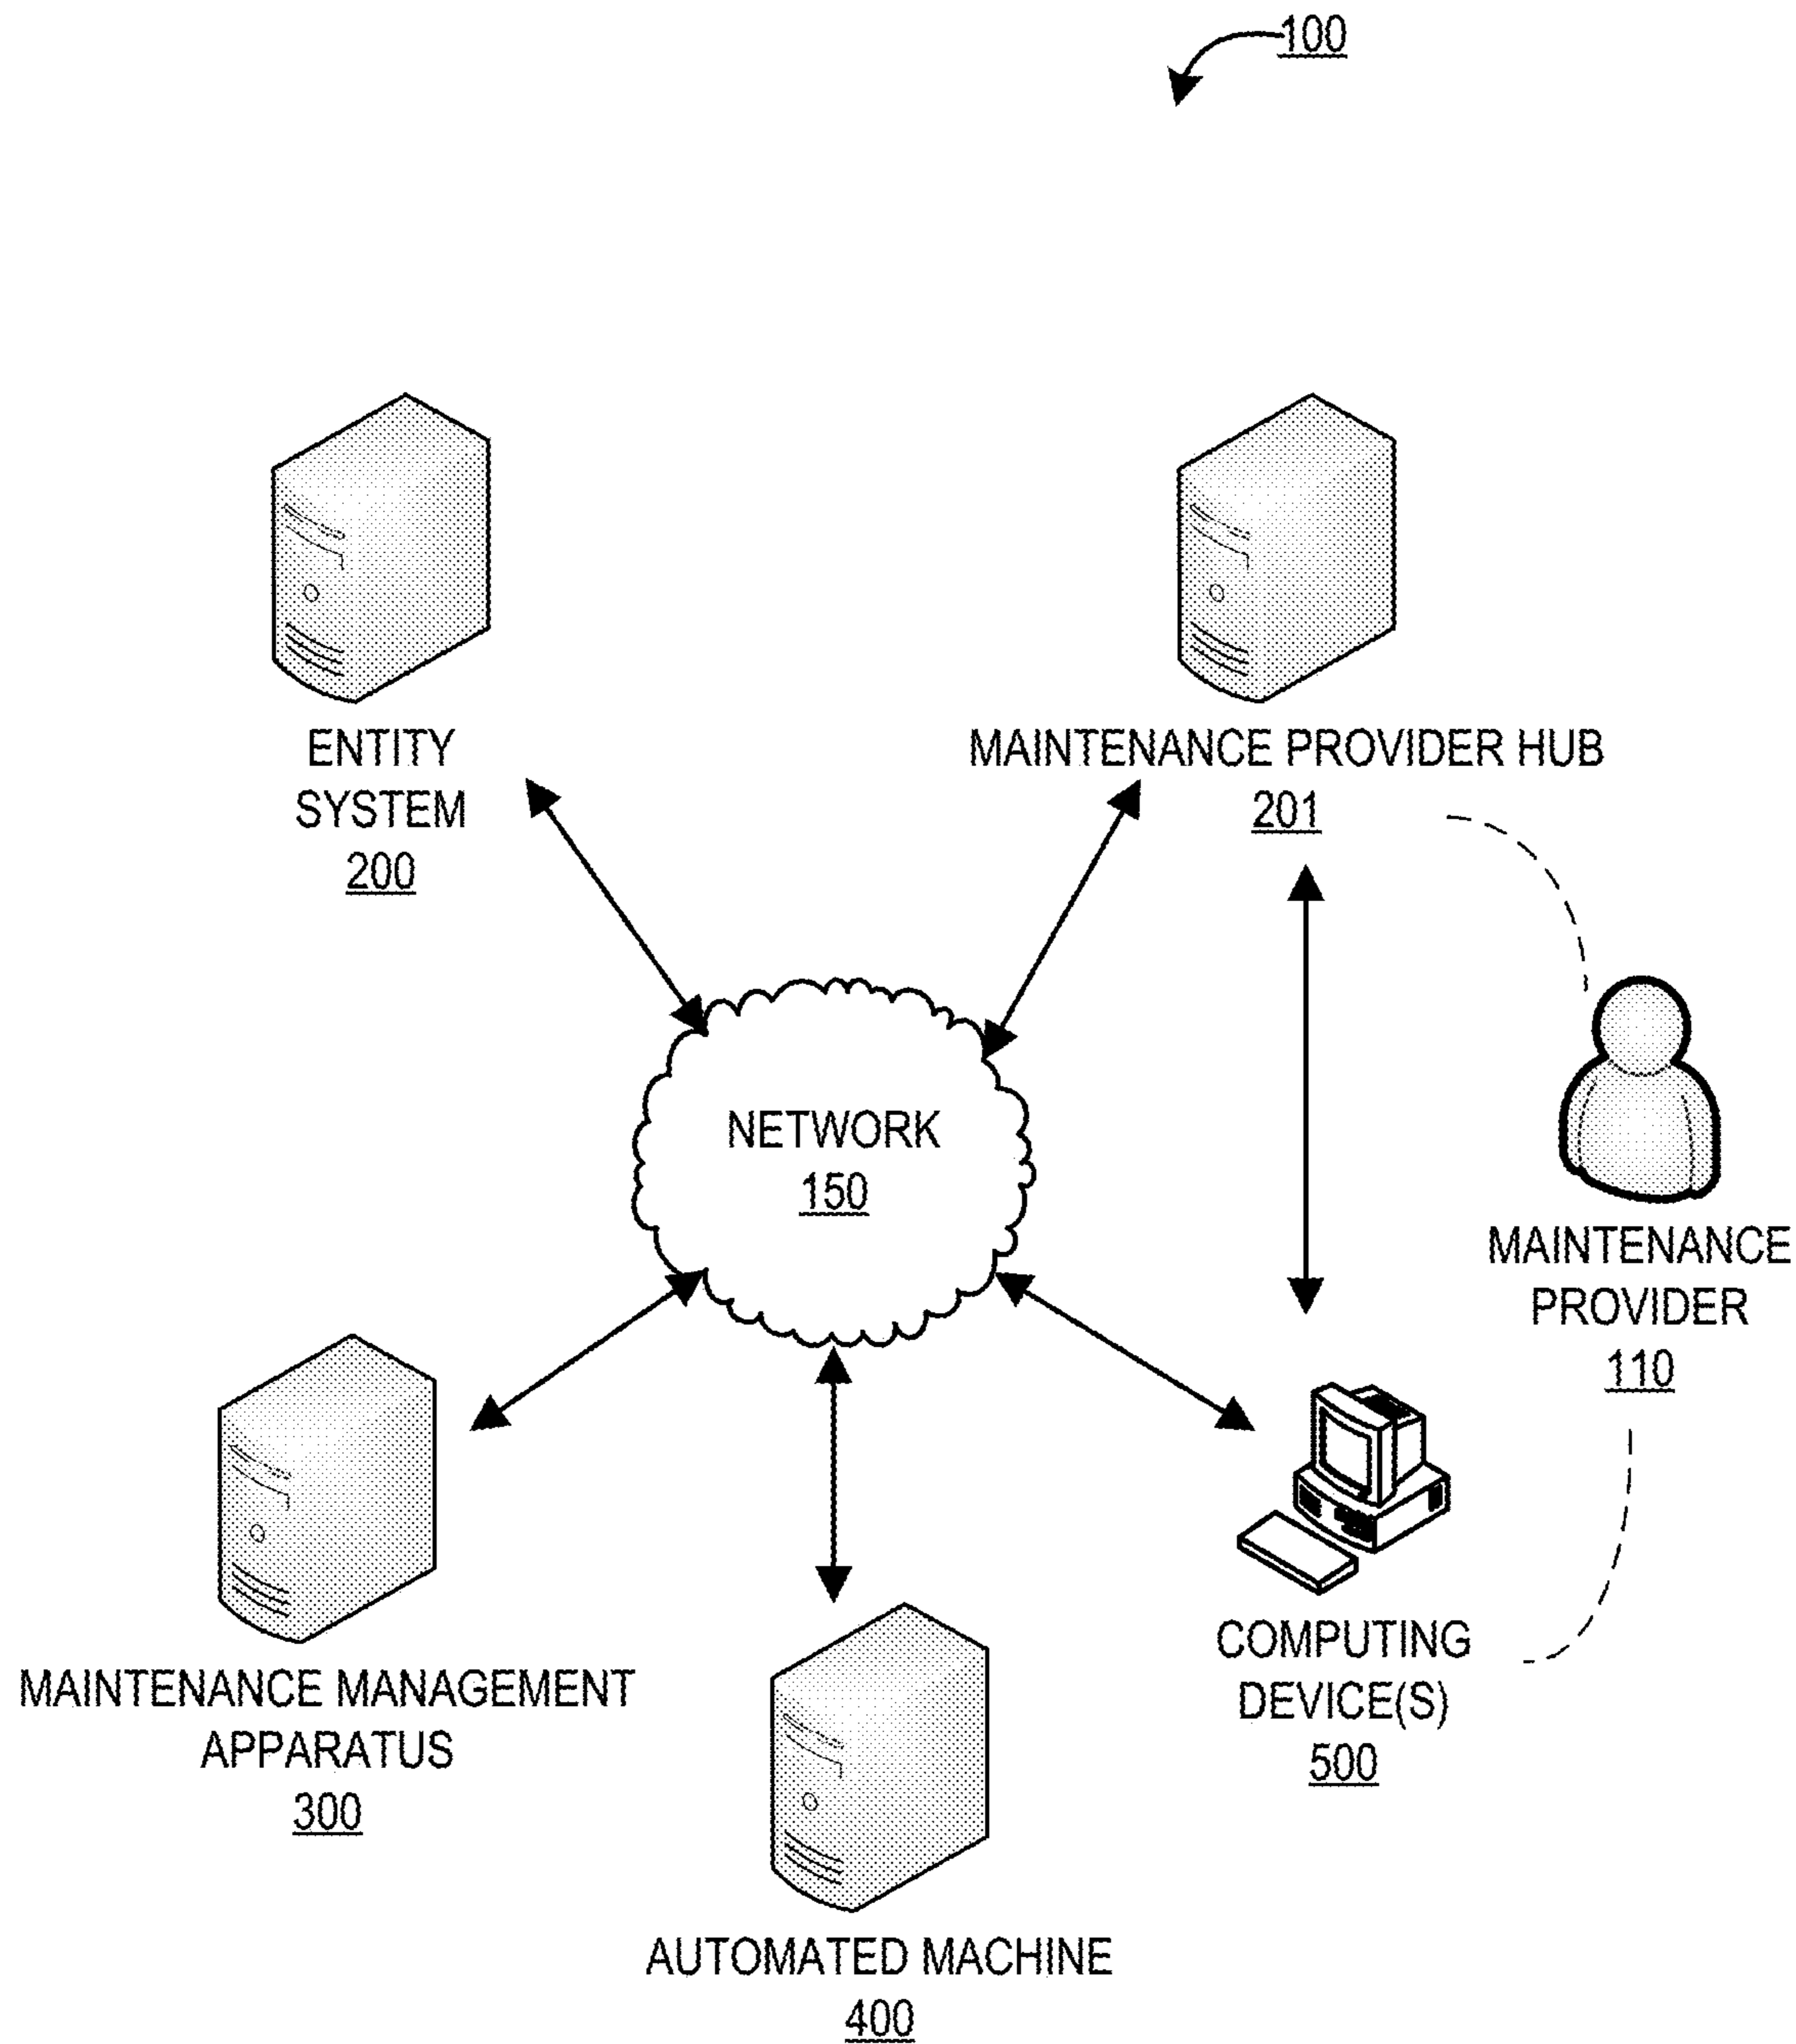 100
ENTITY
SYSTEM
200
MAINTENANCE PROVIDER HUB
201
NETWORK
150
MAINTENANCE
PROVIDER
110
MAINTENANCE MANAGEMENT
APPARATUS
300
COMPUTING
DEVICE(S)
500
AUTOMATED MACHINE
400